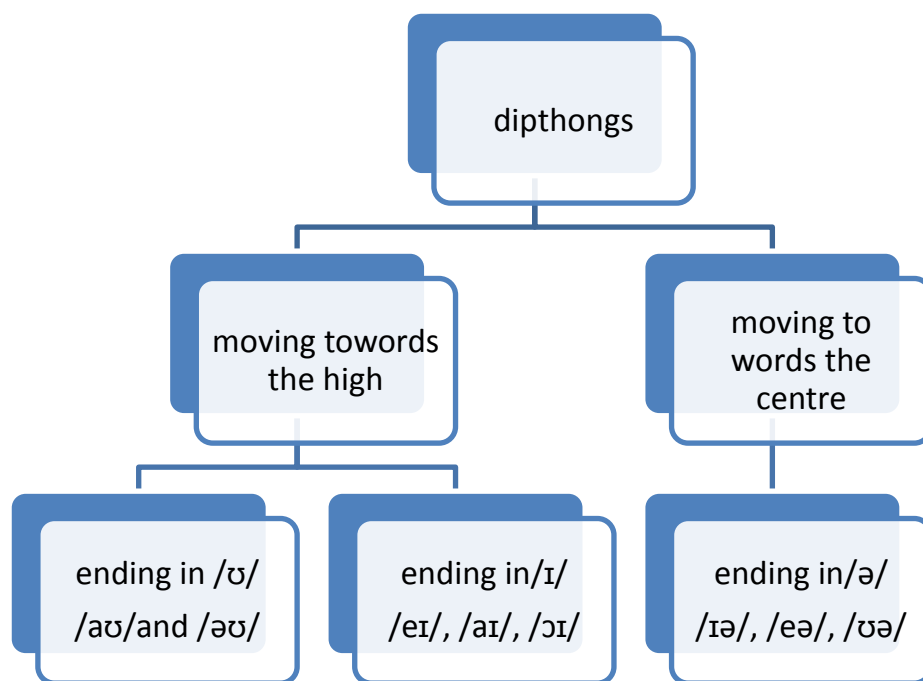 dipthongs
moving towords
the high
moving to
words the
centre
ending in /ʊ/
/aʊ/and /əʊ/
ending in/ɪ/
/eɪ/, /aɪ/, /ɔɪ/
ending in/ə/
/ɪə/, /eə/, /ʊə/